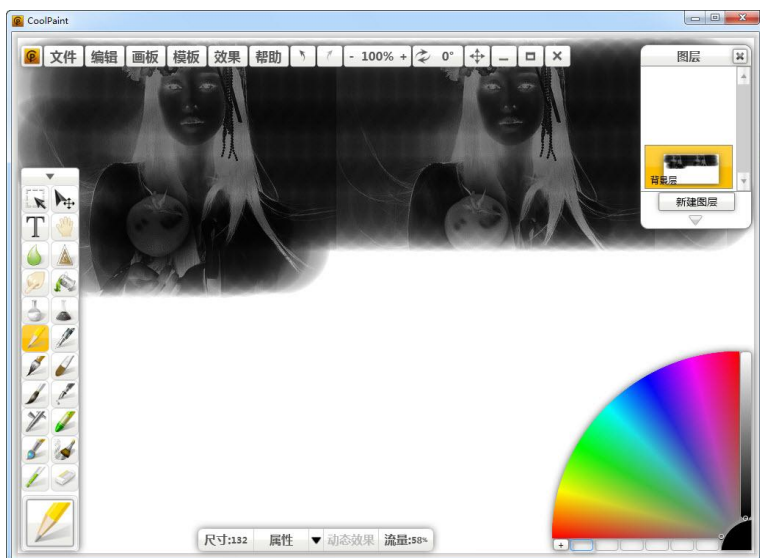 CoolPaint
文件 编辑 画板 模板 效果 帮助 - 100% + 0°
图层
背景层
新建图层
T
尺寸:132 属性 动态效果 流量:58%
+